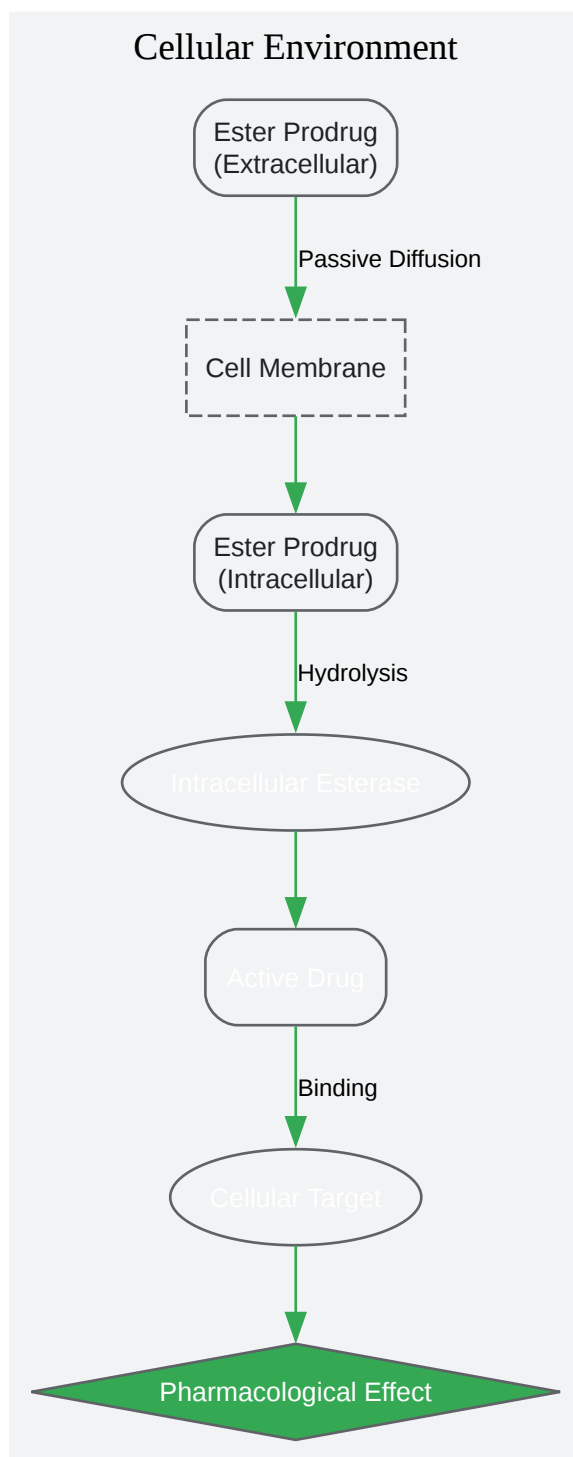 Cellular Environment
Ester Prodrug
(Extracellular)
Passive Diffusion
Cell Membrane
Ester Prodrug
(Intracellular)
Hydrolysis
Intracellular Esterase
Active Drug
Binding
Cellular Target
Pharmacological Effect